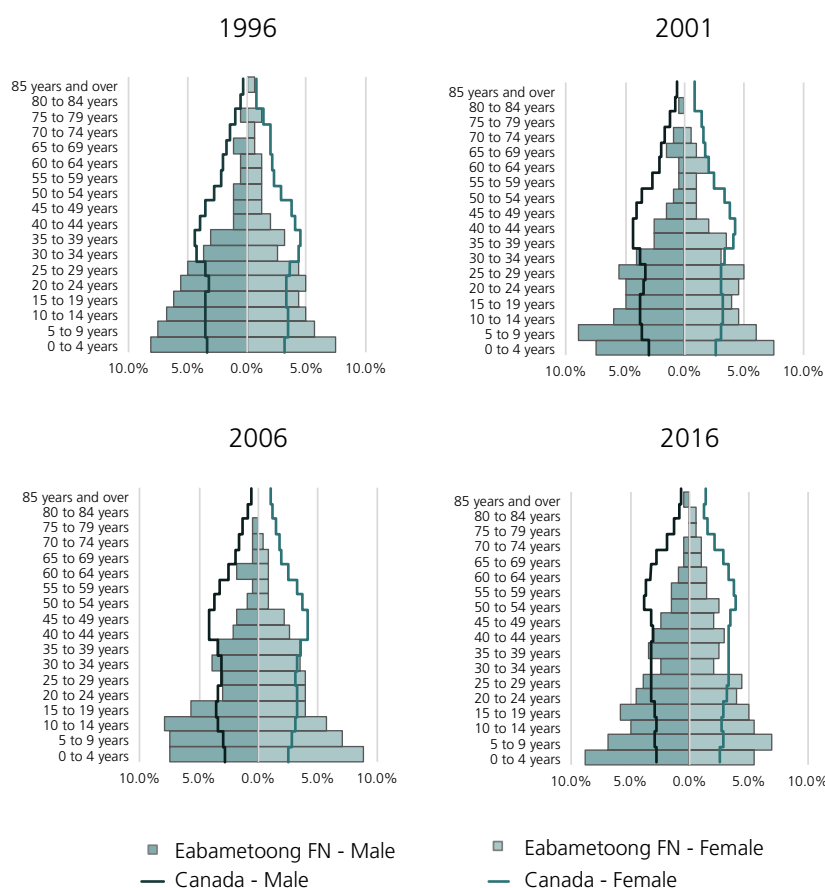 1996
85 years and over
80 to 84 years
75 to 79 years
70 to 74 years
65 to 69 years
60 to 64 years
55 to 59 years
50 to 54 years
45 to 49 years
40 to 44 years
35 to 39 years
30 to 34 years
25 to 29 years
20 to 24 years
15 to 19 years
10 to 14 years
5 to 9 years
0 to 4 years
10.0% 5.0% 0.0% 5.0% 10.0%
2001
85 years and over
80 to 84 years
75 to 79 years
70 to 74 years
65 to 69 years
60 to 64 years
55 to 59 years
50 to 54 years
45 to 49 years
40 to 44 years
35 to 39 years
30 to 34 years
25 to 29 years
20 to 24 years
15 to 19 years
10 to 14 years
5 to 9 years
0 to 4 years
10.0% 5.0% 0.0% 5.0% 10.0%
2006
85 years and over
80 to 84 years
75 to 79 years
70 to 74 years
65 to 69 years
60 to 64 years
55 to 59 years
50 to 54 years
45 to 49 years
40 to 44 years
35 to 39 years
30 to 34 years
25 to 29 years
20 to 24 years
15 to 19 years
10 to 14 years
5 to 9 years
0 to 4 years
10.0% 5.0% 0.0% 5.0% 10.0%
2016
85 years and over
80 to 84 years
75 to 79 years
70 to 74 years
65 to 69 years
60 to 64 years
55 to 59 years
50 to 54 years
45 to 49 years
40 to 44 years
35 to 39 years
30 to 34 years
25 to 29 years
20 to 24 years
15 to 19 years
10 to 14 years
5 to 9 years
0 to 4 years
10.0% 5.0% 0.0% 5.0% 10.0%
Eabametoong FN - Male
Canada - Male
Eabametoong FN - Female
Canada - Female